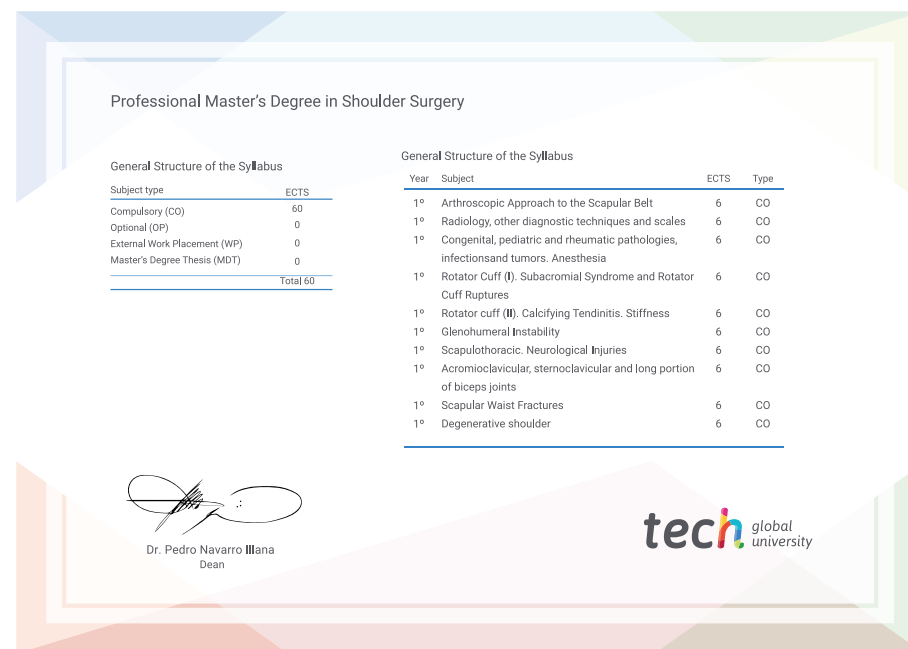 Professional Master's Degree in Shoulder Surgery
General Structure of the Syllabus
Subject type ECTS
Compulsory (CO) 60
Optional (OP) 0
External Work Placement (WP) 0
Master's Degree Thesis (MDT) 0
Total 60
General Structure of the Syllabus
Year Subject ECTS Type
1º Arthroscopic Approach to the Scapular Belt 6 CO
1º Radiology, other diagnostic techniques and scales 6 CO
1º Congenital, pediatric and rheumatic pathologies, 6 CO
infectionsand tumors. Anesthesia
1º Rotator Cuff (I). Subacromial Syndrome and Rotator 6 CO
Cuff Ruptures
1º Rotator cuff (II). Calcifying Tendinitis. Stiffness 6 CO
1º Glenohumeral Instability 6 CO
1º Scapulothoracic. Neurological Injuries 6 CO
1º Acromioclavicular, sternoclavicular and long portion 6 CO
of biceps joints
1º Scapular Waist Fractures 6 CO
1º Degenerative shoulder 6 CO
Dr. Pedro Navarro Illana
Dean
tech global
university